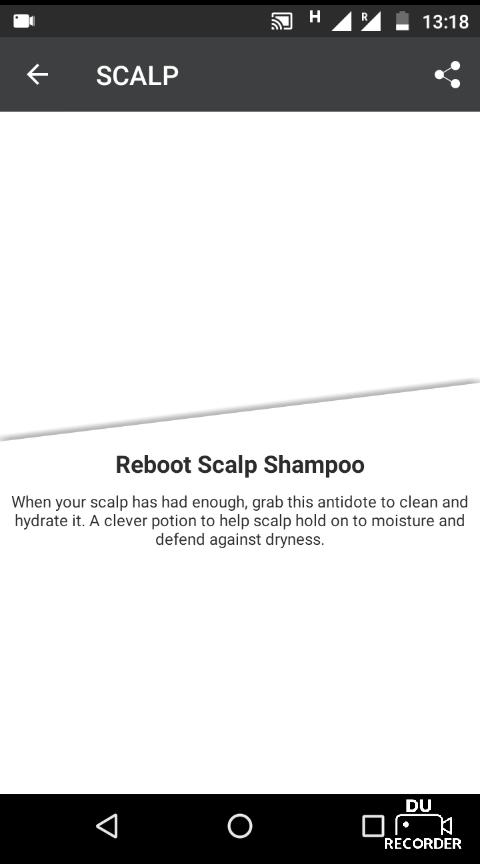 H R 13:18
SCALP
Reboot Scalp Shampoo
When your scalp has had enough, grab this antidote to clean and
hydrate it. A clever potion to help scalp hold on to moisture and
defend against dryness.
DU
RECORDER